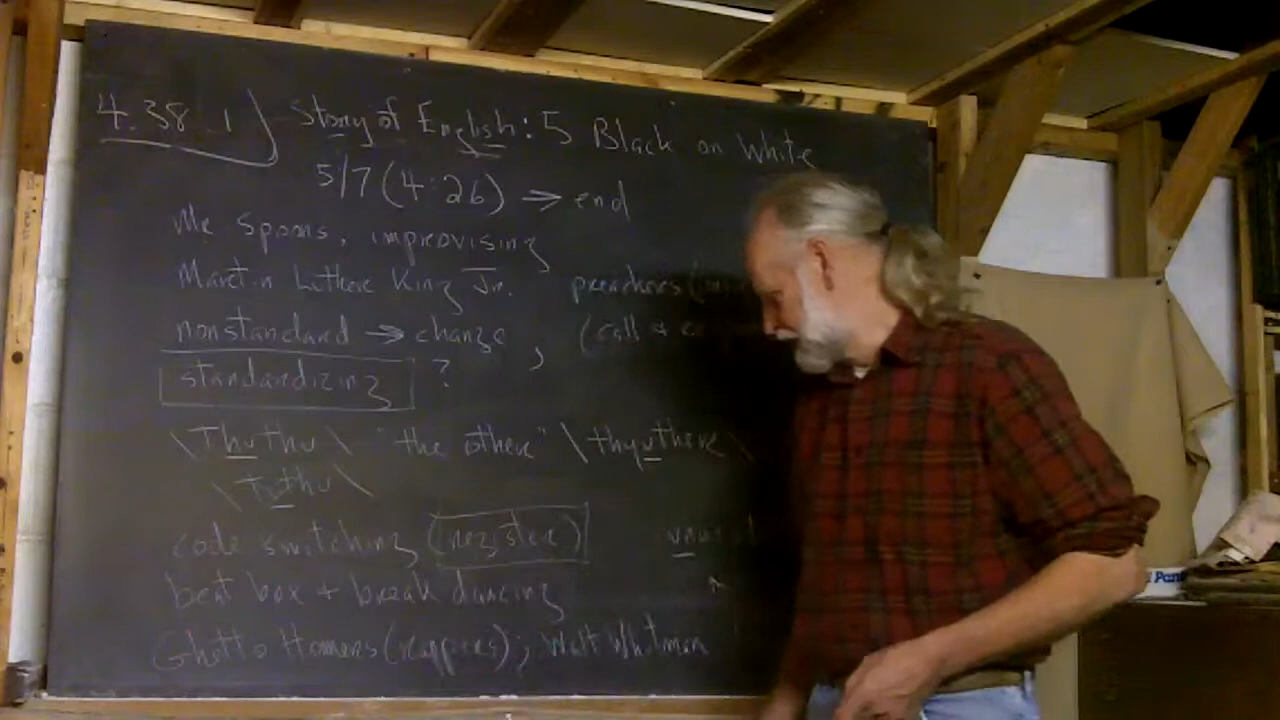 4.38 1) Story of English: 5 Black on White
5/7 (4:26) → end
Mr Spoons, improvising
Martin Luther King Jr. preachers (
nonstandard → change , (call &
standardizing ?
\Thuthu\ "the other" \thyuther\
\Tuthu\
code switching (register)
beat box + break dancing
Ghetto Homers (rappers); Walt Whitman